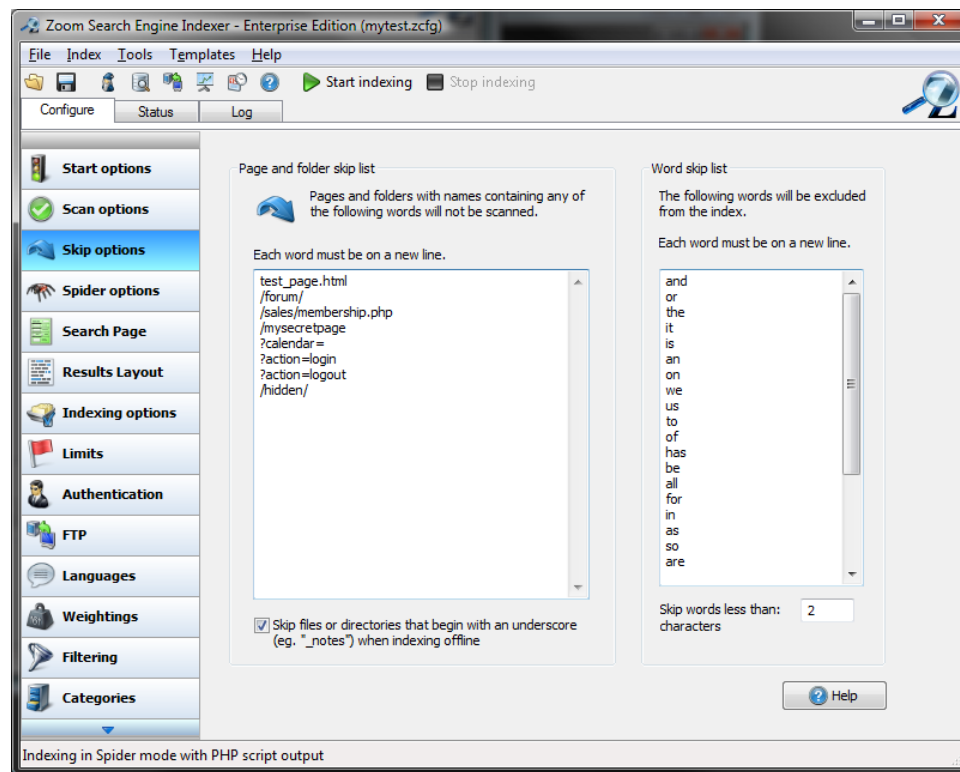 Zoom Search Engine Indexer - Enterprise Edition (mytest.zcfg)
File Index Tools Templates Help
Start indexing Stop indexing
Configure Status Log
Start options
Scan options
Skip options
Spider options
Search Page
Results Layout
Indexing options
Limits
Authentication
FTP
Languages
Weightings
Filtering
Categories
Page and folder skip list
Pages and folders with names containing any of
the following words will not be scanned.
Each word must be on a new line.
test_page.html
/forum/
/sales/membership.php
/mysecretpage
?calendar=
?action=login
?action=logout
/hidden/
Skip files or directories that begin with an underscore
(eg. "_notes") when indexing offline
Word skip list
The following words will be excluded
from the index.
Each word must be on a new line.
and
or
the
it
is
an
on
we
us
to
of
has
be
all
for
in
as
so
are
Skip words less than: 2
characters
Help
Indexing in Spider mode with PHP script output